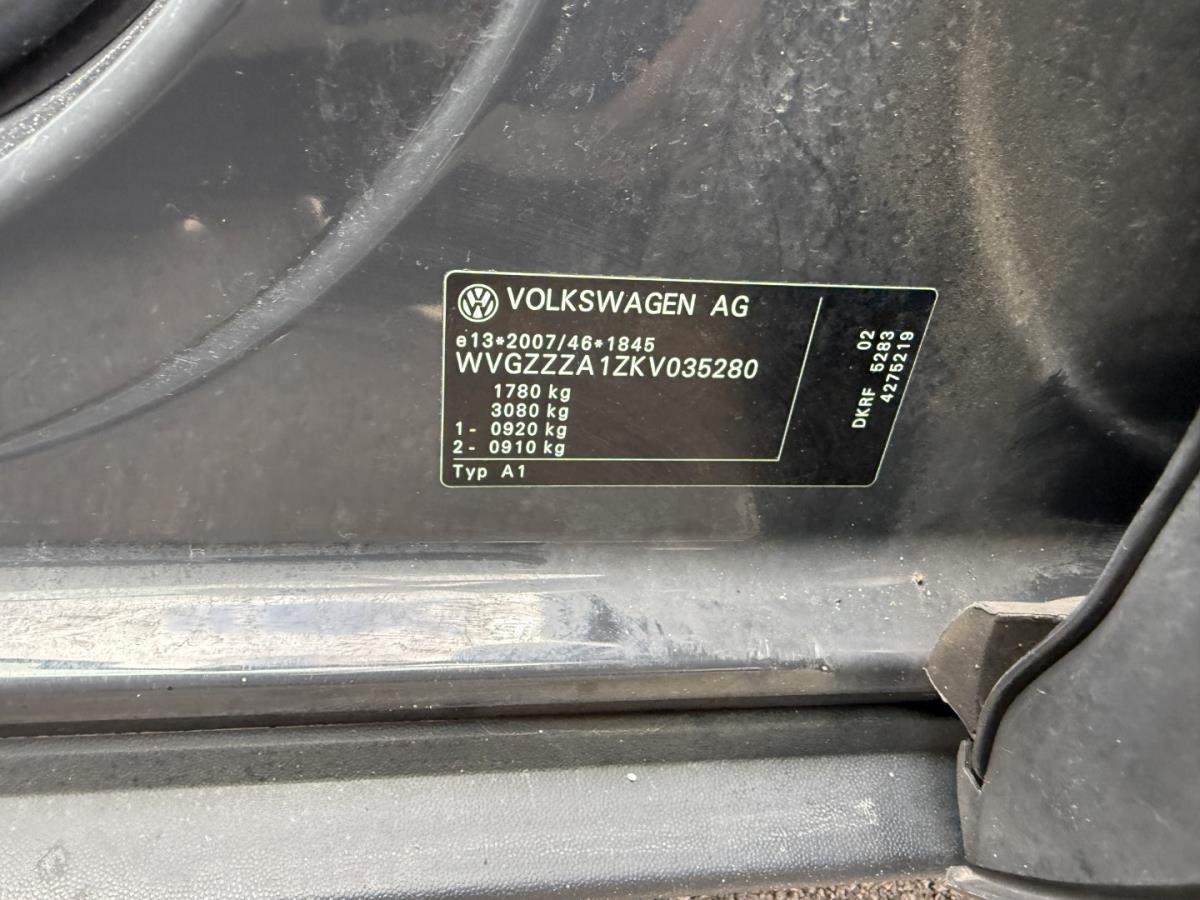 VOLKSWAGEN AG
e13*2007/46*1845
WVGZZZA1ZKV035280
1780 kg
3080 kg
1- 0920 kg
2- 0910 kg
Typ A1
02
DKRF 5283
4275219